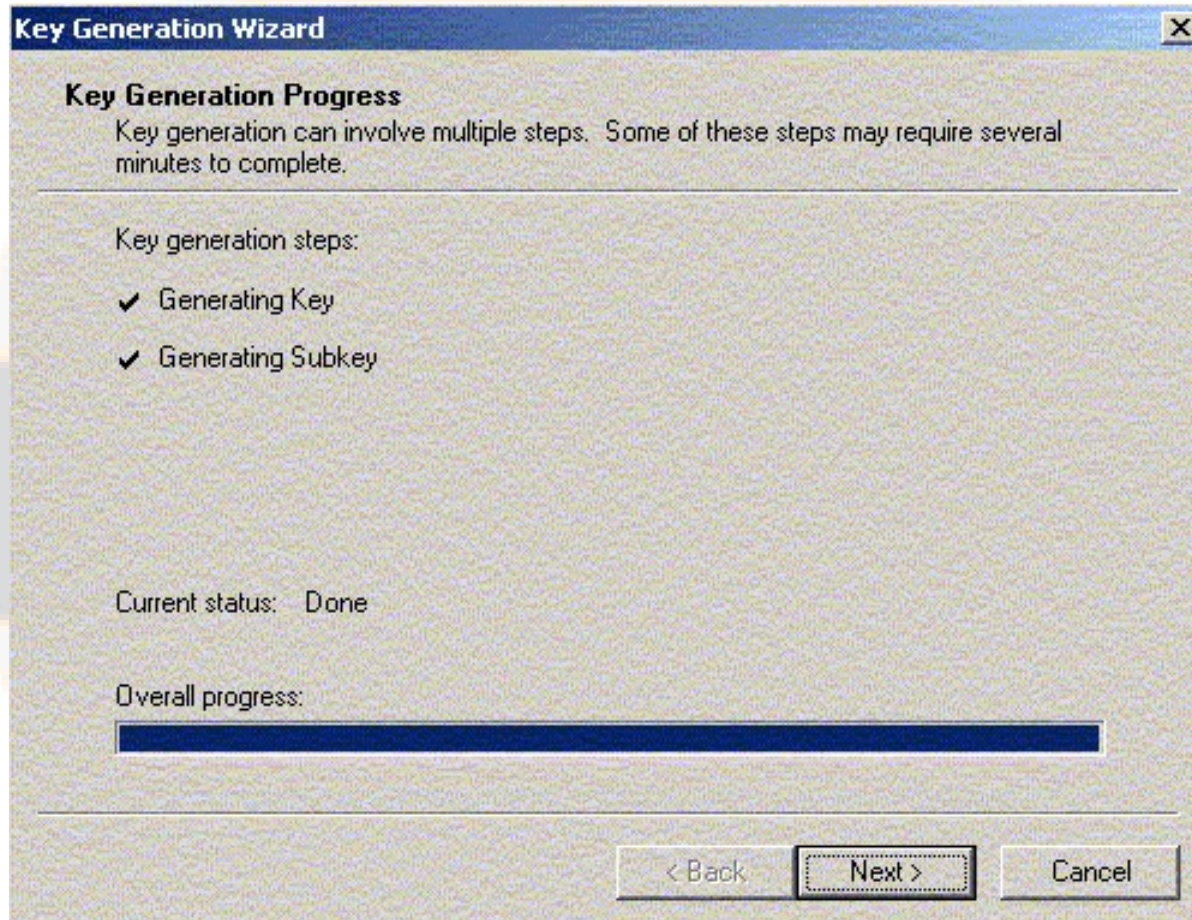 Key Generation Wizard
Key Generation Progress
Key generation can involve multiple steps. Some of these steps may require several
minutes to complete.
Key generation steps:
Generating Key
Generating Subkey
Current status: Done
Overall progress:
< Back Next > Cancel